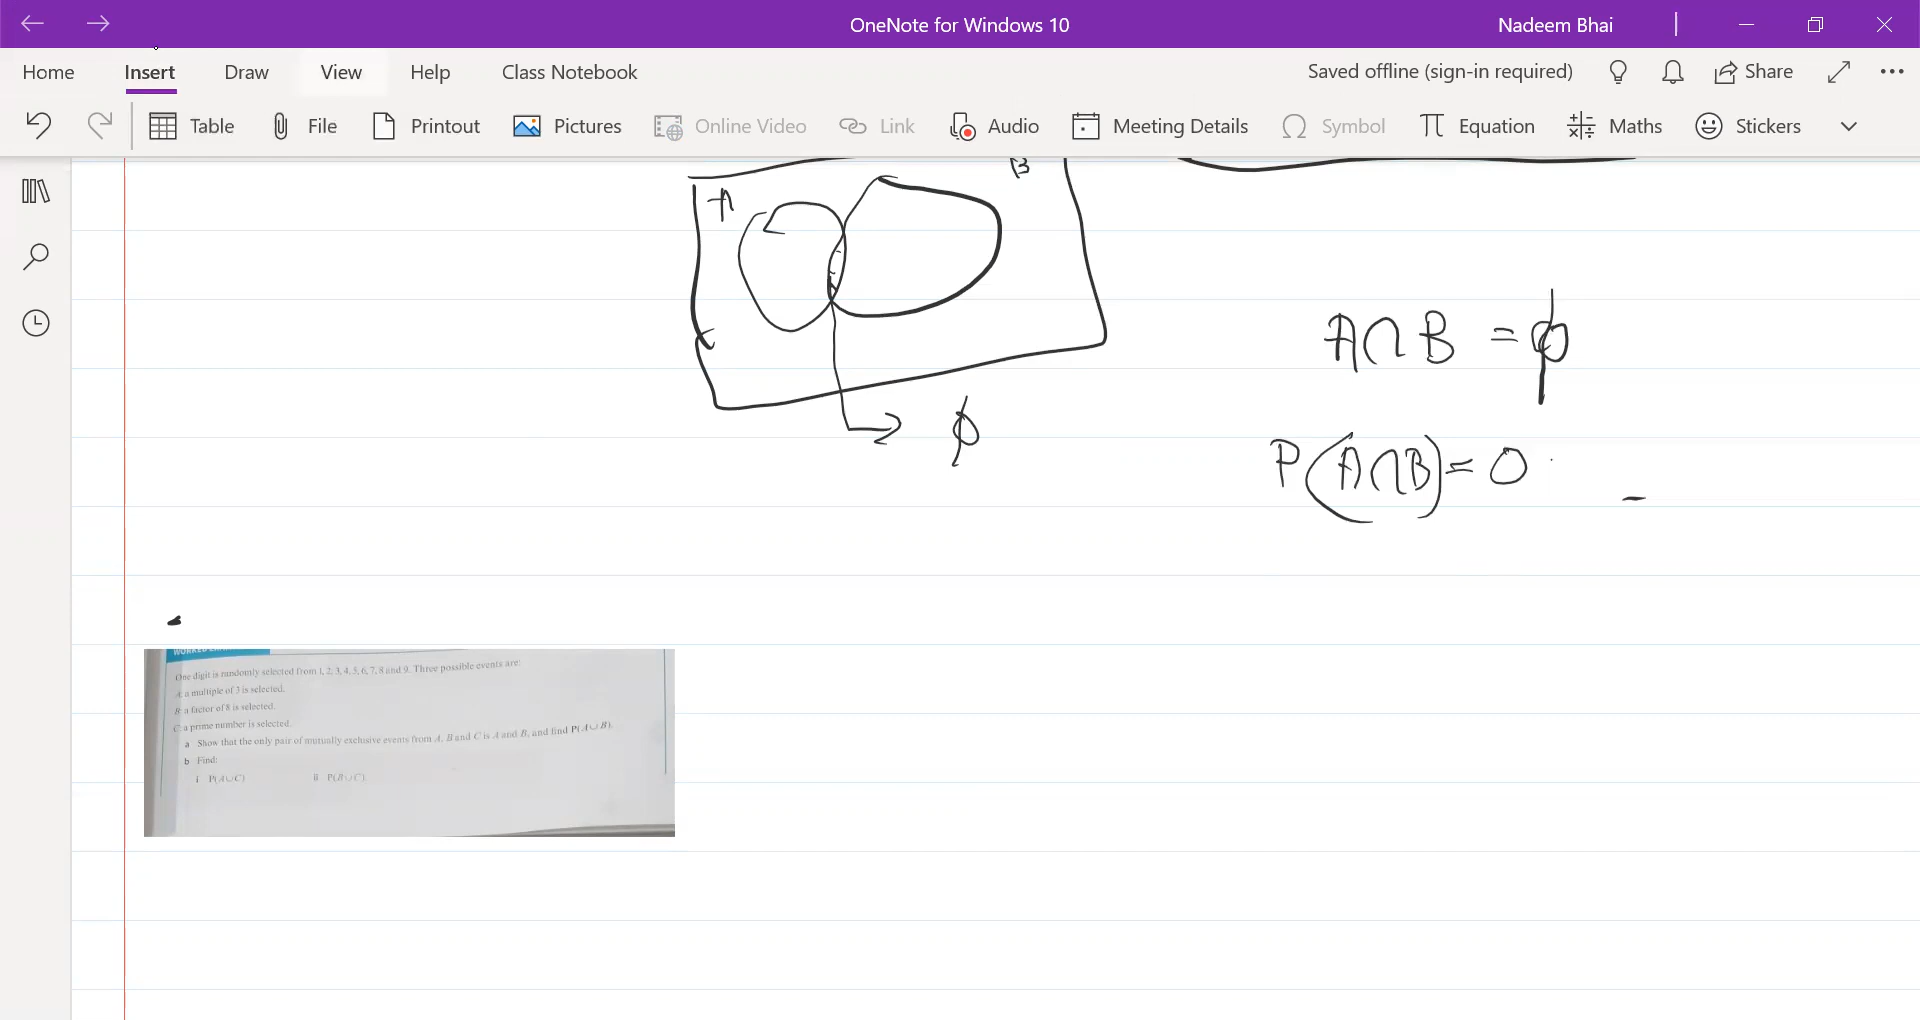 OneNote for Windows 10
Nadeem Bhai
Home Insert Draw View Help Class Notebook
Saved offline (sign-in required) Share
Table File Printout Pictures Online Video Link Audio Meeting Details Symbol Equation Maths Stickers
B
A
A∩B = ϕ
ϕ
P(A∩B) = 0
One digit is randomly selected from 1, 2, 3, 4, 5, 6, 7, 8 and 9. Three possible events are:
A: a multiple of 3 is selected.
B: a factor of 8 is selected.
C: a prime number is selected.
a Show that the only pair of mutually exclusive events from A, B and C is A and B, and find P(A∪B).
b Find:
i P(A∪C) ii P(B∪C).